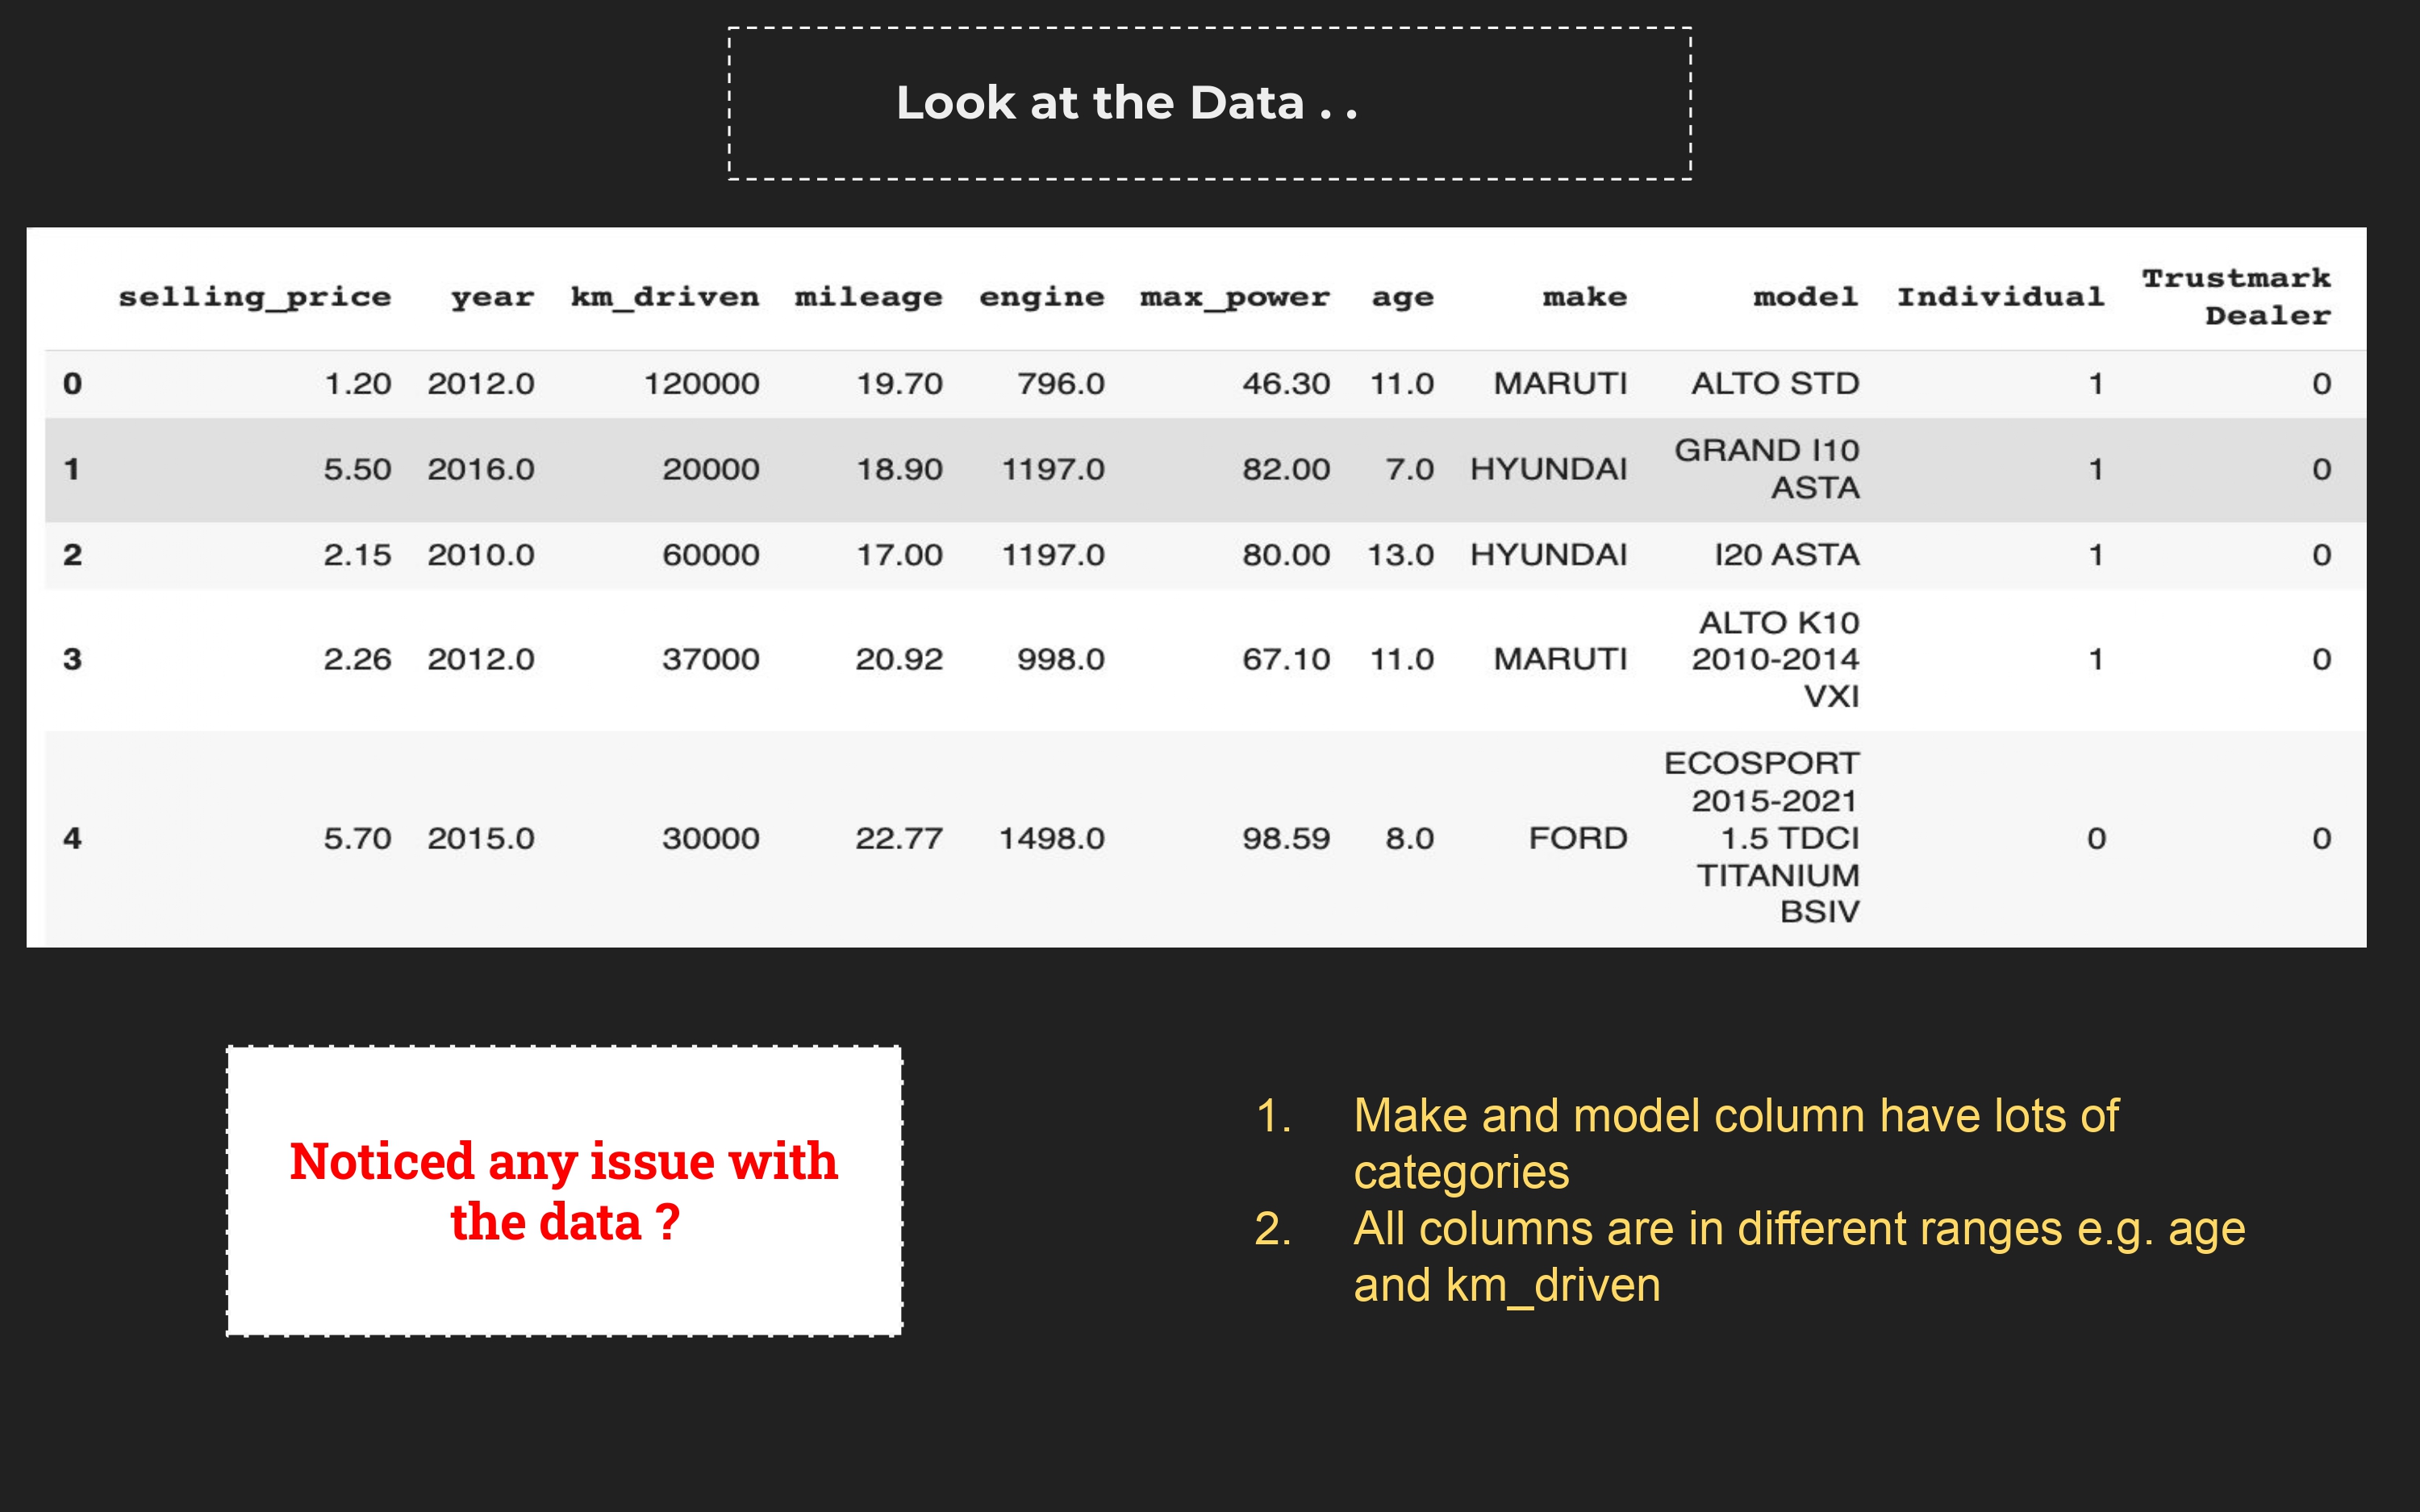 Look at the Data . .
selling_price year km_driven mileage engine max_power age make model Individual Trustmark Dealer
0 1.20 2012.0 120000 19.70 796.0 46.30 11.0 MARUTI ALTO STD 1 0
1 5.50 2016.0 20000 18.90 1197.0 82.00 7.0 HYUNDAI GRAND I10 ASTA 1 0
2 2.15 2010.0 60000 17.00 1197.0 80.00 13.0 HYUNDAI I20 ASTA 1 0
3 2.26 2012.0 37000 20.92 998.0 67.10 11.0 MARUTI ALTO K10 2010-2014 VXI 1 0
4 5.70 2015.0 30000 22.77 1498.0 98.59 8.0 FORD ECOSPORT 2015-2021 1.5 TDCI TITANIUM BSIV 0 0
Noticed any issue with
the data ?
1. Make and model column have lots of
categories
2. All columns are in different ranges e.g. age
and km_driven